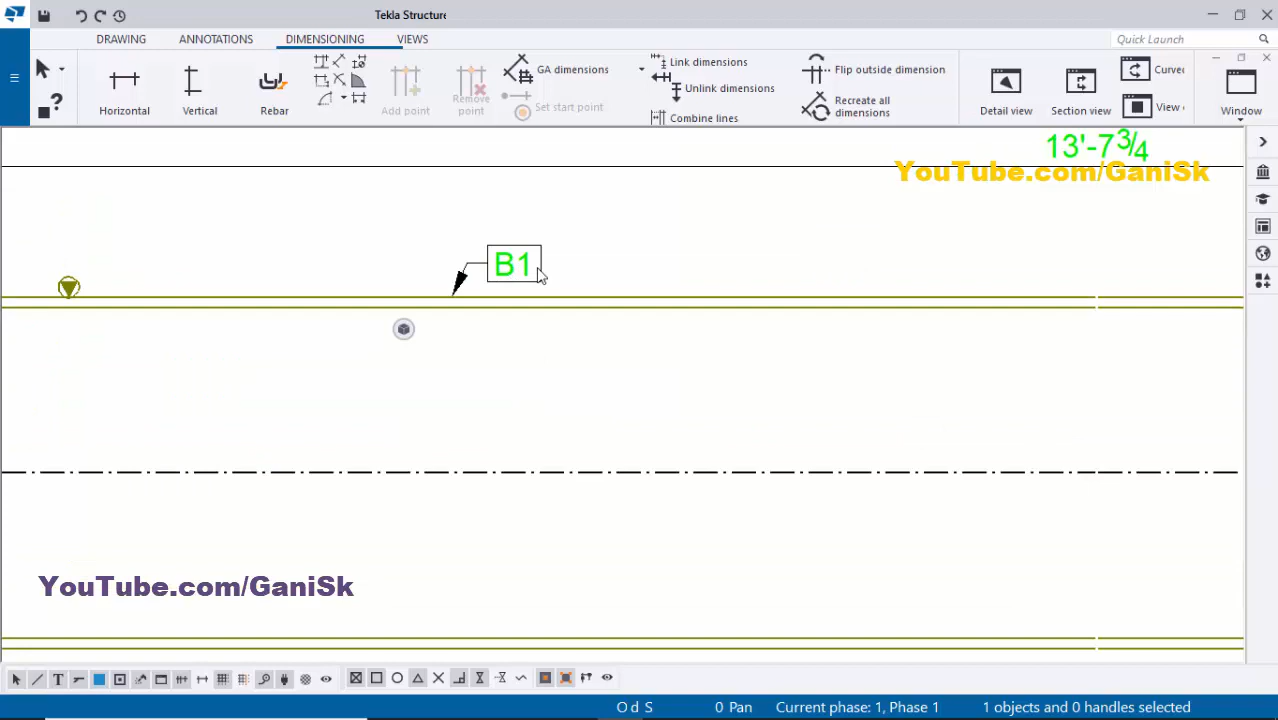 Tekla Structure
DRAWING
ANNOTATIONS
DIMENSIONING
VIEWS
Quick Launch
Horizontal
Vertical
Rebar
Add point
Remove point
GA dimensions
Set start point
Link dimensions
Unlink dimensions
Combine lines
Flip outside dimension
Recreate all dimensions
Detail view
Section view
Curve
View
Window
13'-7 3/4
YouTube.com/GaniSk
B1
YouTube.com/GaniSk
O d S
0 Pan
Current phase: 1, Phase 1
1 objects and 0 handles selected